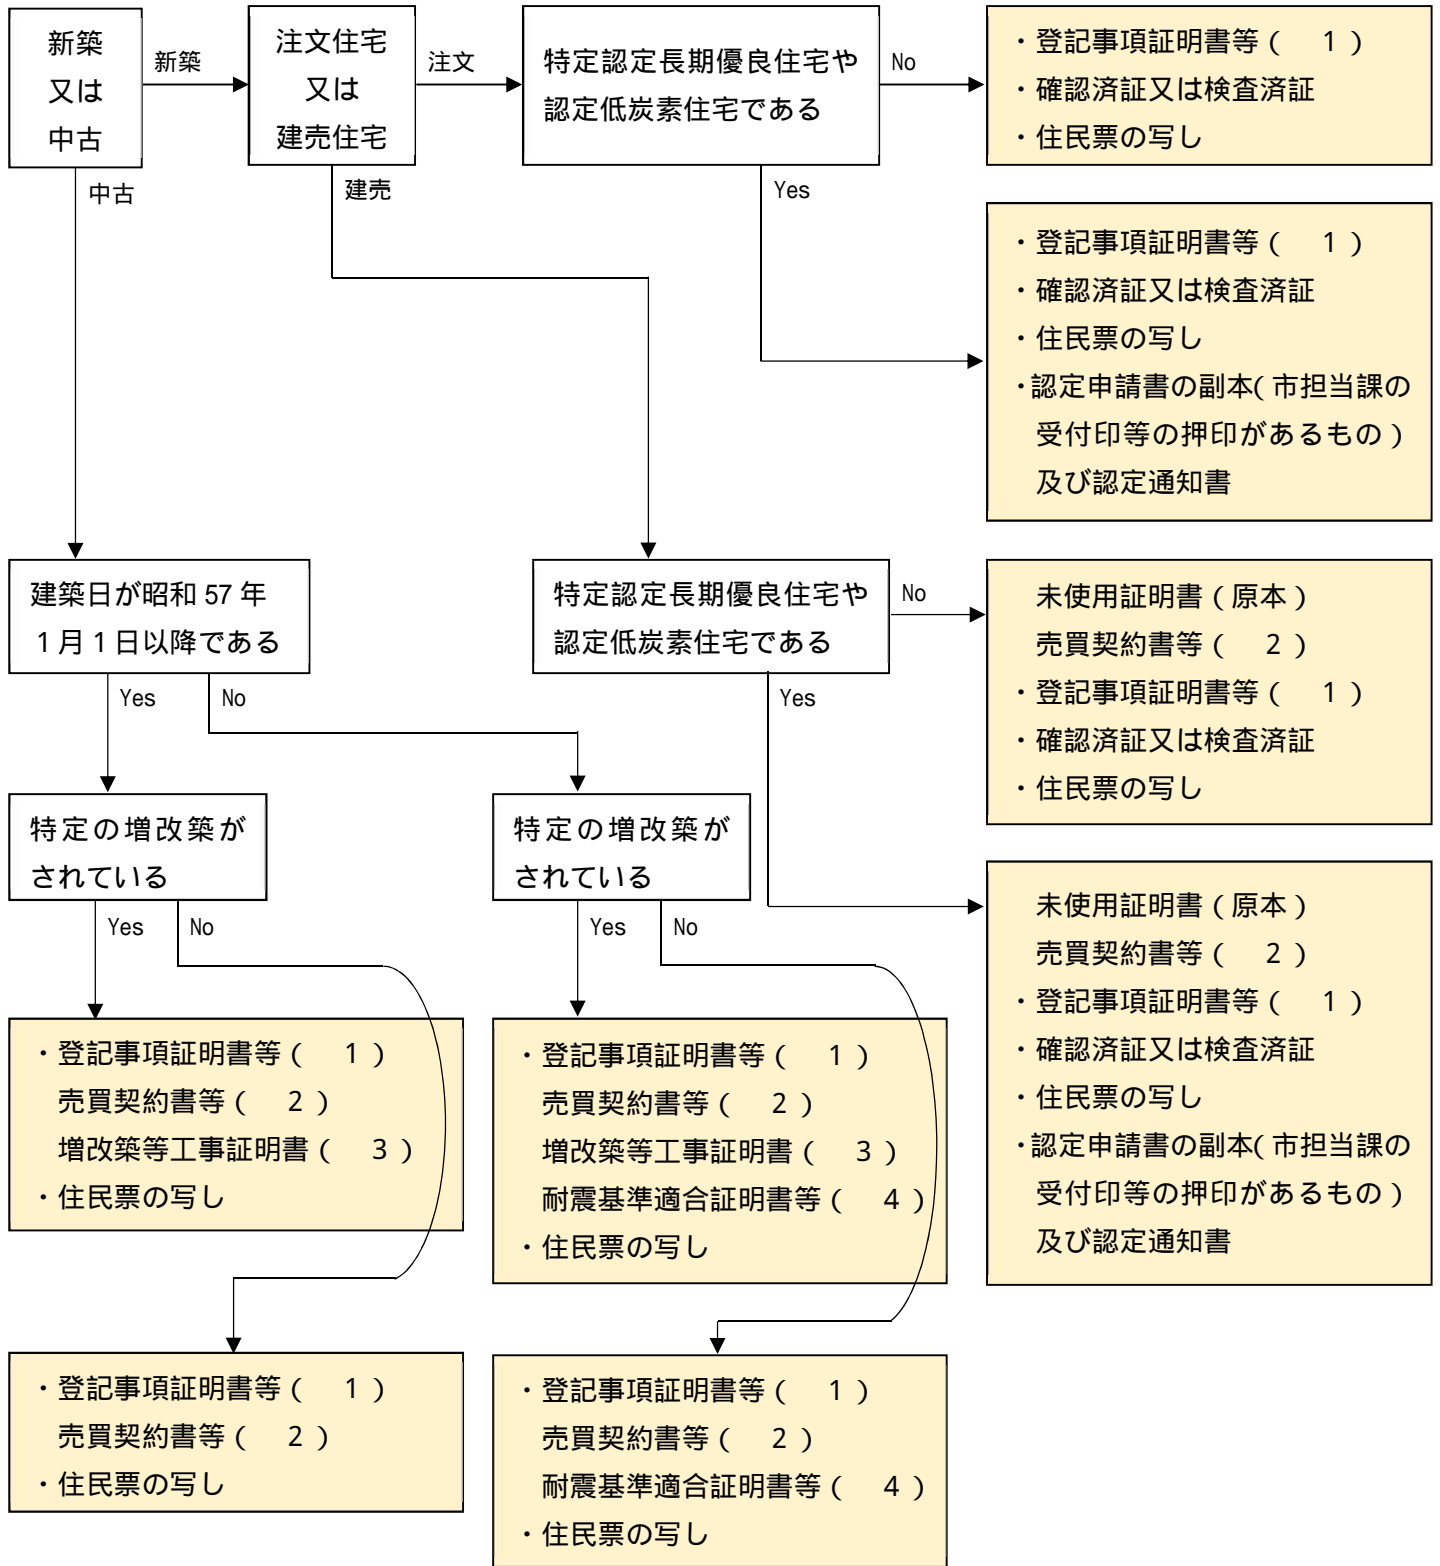 新築
又は
中古
新築
注文住宅
又は
建売住宅
注文
特定認定長期優良住宅や
認定低炭素住宅である
No
・登記事項証明書等（　1）
・確認済証又は検査済証
・住民票の写し
中古
建売
Yes
・登記事項証明書等（　1）
・確認済証又は検査済証
・住民票の写し
・認定申請書の副本（市担当課の
受付印等の押印があるもの）
及び認定通知書
建築日が昭和 57 年
1月1日以降である
特定認定長期優良住宅や
認定低炭素住宅である
No
未使用証明書（原本）
売買契約書等（　2）
・登記事項証明書等（　1）
・確認済証又は検査済証
・住民票の写し
Yes
No
Yes
特定の増改築が
されている
特定の増改築が
されている
未使用証明書（原本）
売買契約書等（　2）
・登記事項証明書等（　1）
・確認済証又は検査済証
・住民票の写し
・認定申請書の副本（市担当課の
受付印等の押印があるもの）
及び認定通知書
Yes
No
Yes
No
・登記事項証明書等（　1）
売買契約書等（　2）
増改築等工事証明書（　3）
・住民票の写し
・登記事項証明書等（　1）
売買契約書等（　2）
増改築等工事証明書（　3）
耐震基準適合証明書等（　4）
・住民票の写し
・登記事項証明書等（　1）
売買契約書等（　2）
・住民票の写し
・登記事項証明書等（　1）
売買契約書等（　2）
耐震基準適合証明書等（　4）
・住民票の写し